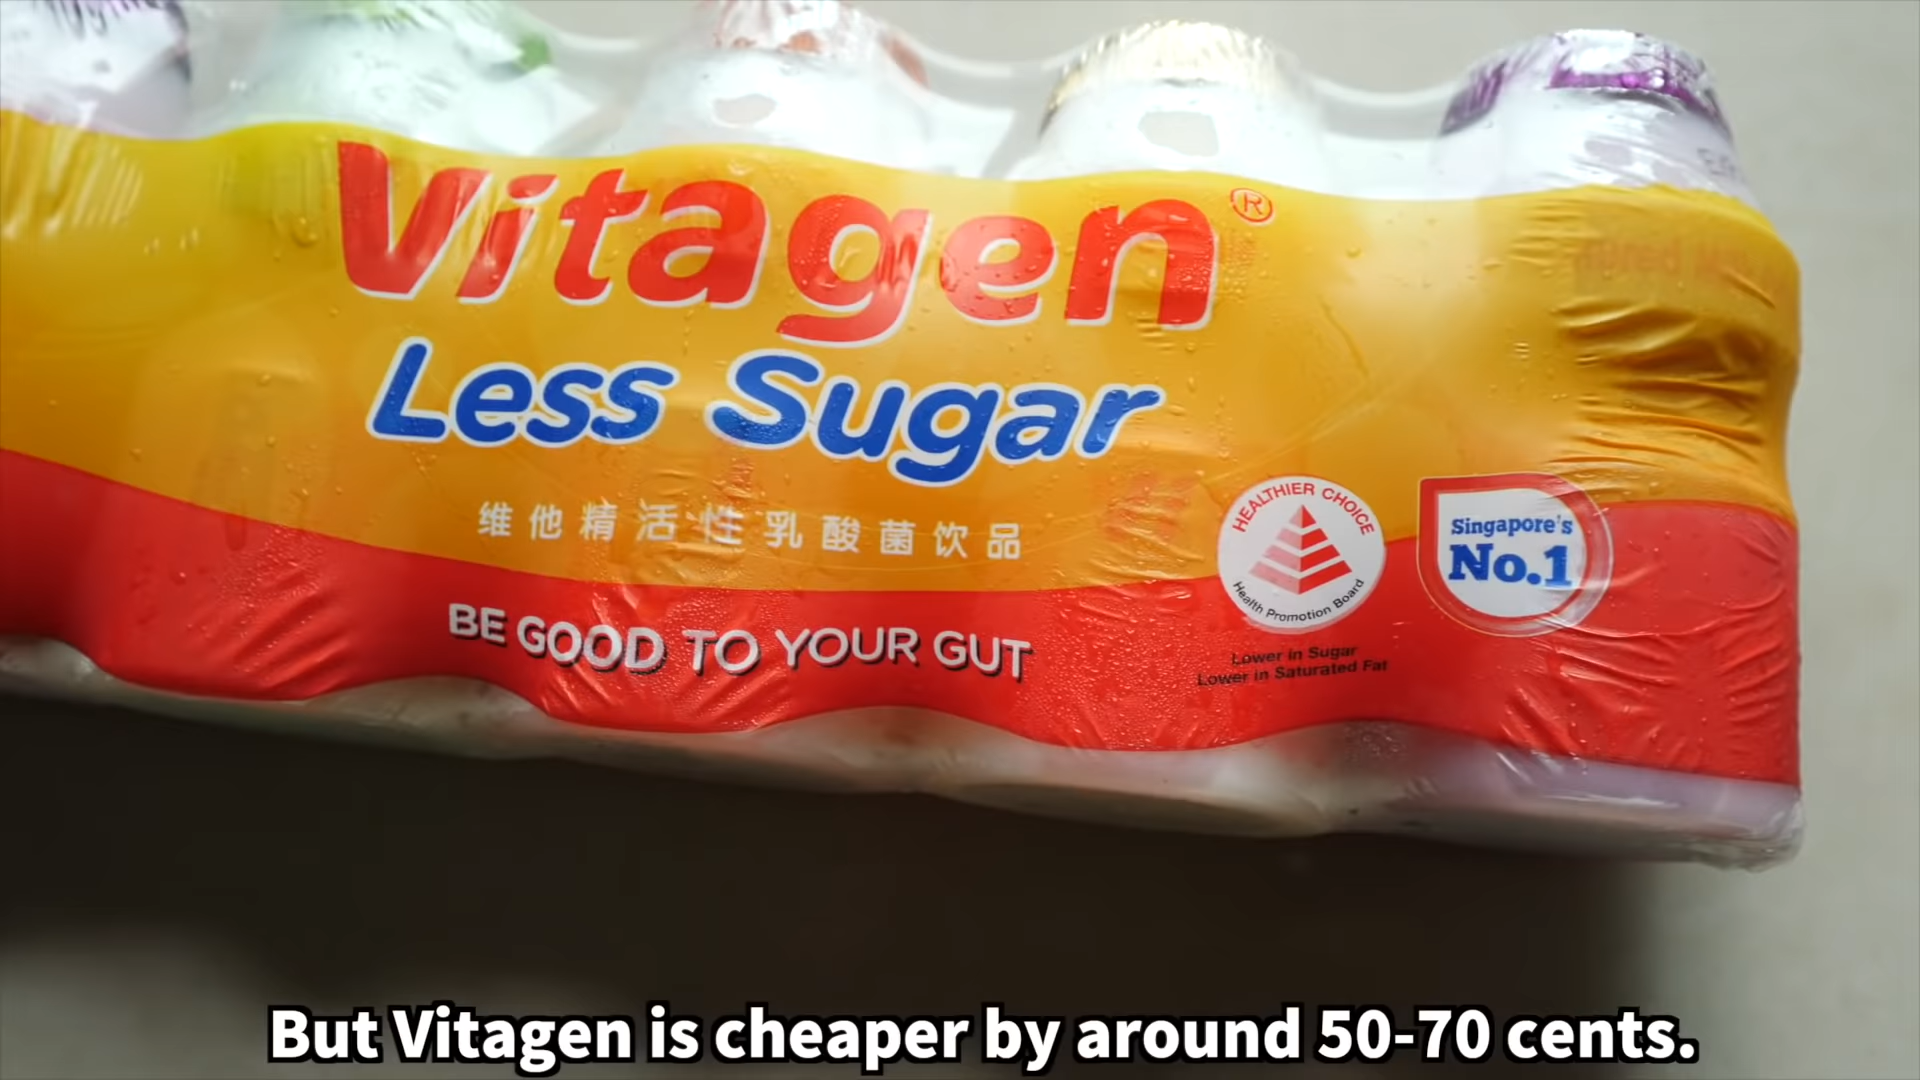 Vitagen®
Less Sugar
维他精活性乳酸菌饮品
BE GOOD TO YOUR GUT
HEALTHIER CHOICE
Health Promotion Board
Lower in Sugar
Lower in Saturated Fat
Singapore's
No.1
But Vitagen is cheaper by around 50-70 cents.